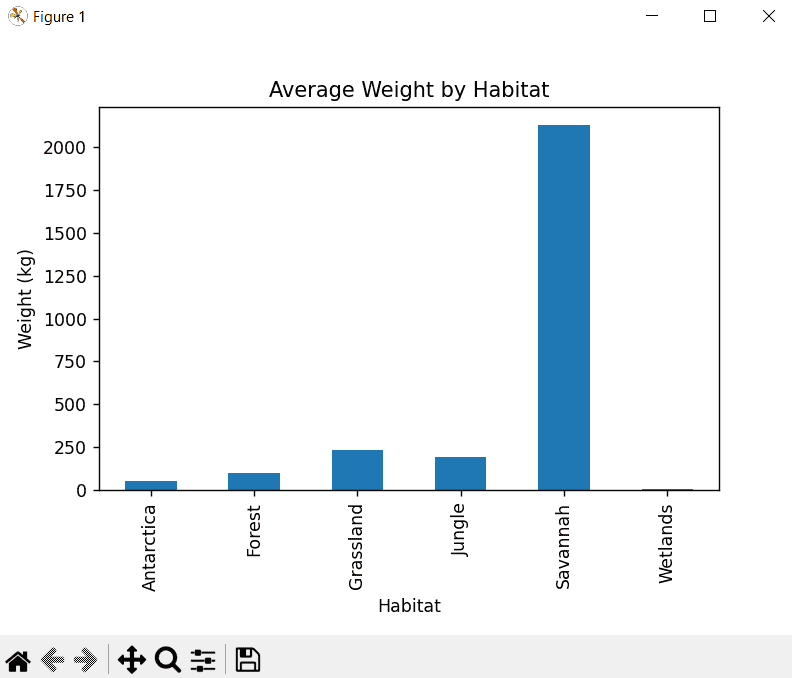 Figure 1
Average Weight by Habitat
Weight (kg)
2000
1750
1500
1250
1000
750
500
250
0
Antarctica
Forest
Grassland
Jungle
Savannah
Wetlands
Habitat